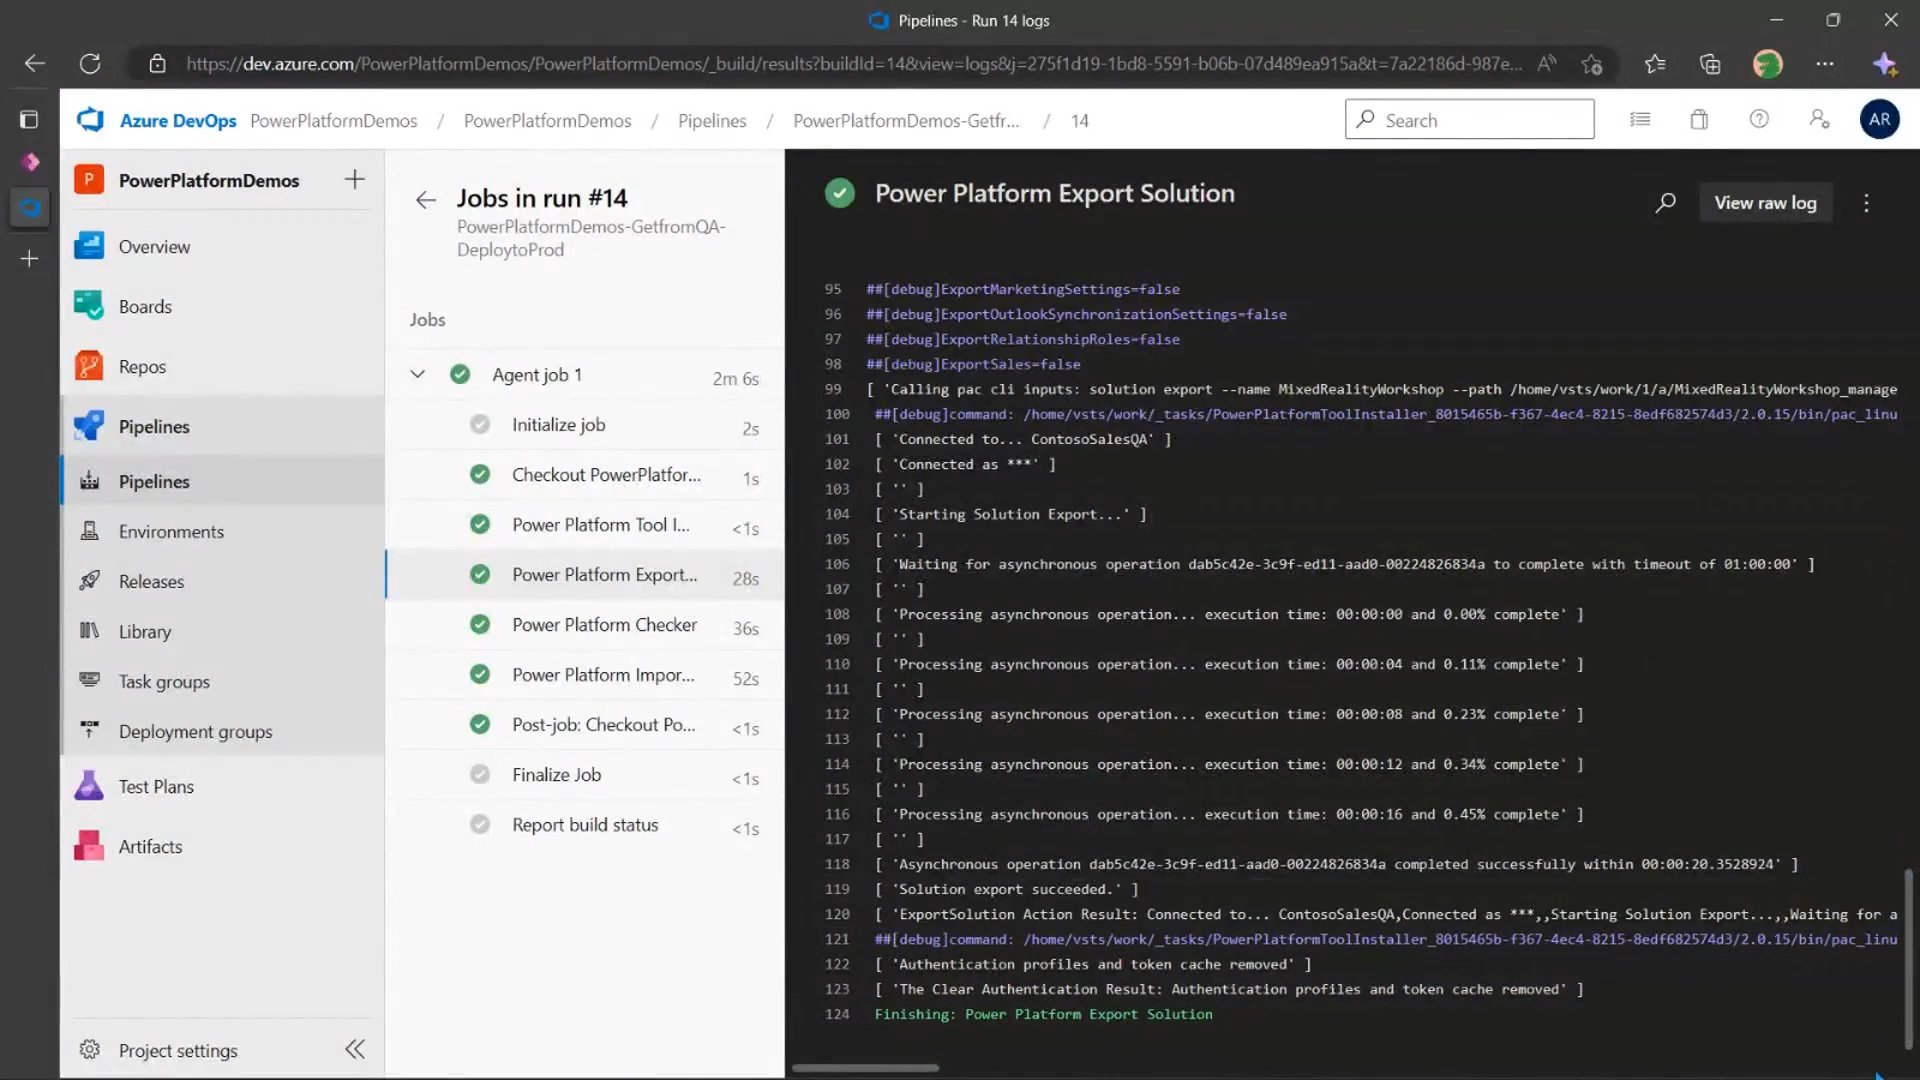 Pipelines - Run 14 logs
https://dev.azure.com/PowerPlatformDemos/PowerPlatformDemos/_build/results?buildId=14&view=logs&j=275f1d19-1bd8-5591-b06b-07d489ea915a&t=7a22186d-987e...
Azure DevOps PowerPlatformDemos / PowerPlatformDemos / Pipelines / PowerPlatformDemos-Getfr... / 14
Search
AR
P PowerPlatformDemos
Overview
Boards
Repos
Pipelines
Pipelines
Environments
Releases
Library
Task groups
Deployment groups
Test Plans
Artifacts
Project settings
Jobs in run #14
PowerPlatformDemos-GetfromQA-
DeploytoProd
Jobs
Agent job 1 2m 6s
Initialize job 2s
Checkout PowerPlatfor... 1s
Power Platform Tool I... <1s
Power Platform Export... 28s
Power Platform Checker 36s
Power Platform Impor... 52s
Post-job: Checkout Po... <1s
Finalize Job <1s
Report build status <1s
Power Platform Export Solution
View raw log
95 ##[debug]ExportMarketingSettings=false
96 ##[debug]ExportOutlookSynchronizationSettings=false
97 ##[debug]ExportRelationshipRoles=false
98 ##[debug]ExportSales=false
99 [ 'Calling pac cli inputs: solution export --name MixedRealityWorkshop --path /home/vsts/work/1/a/MixedRealityWorkshop_manage
100 ##[debug]command: /home/vsts/work/_tasks/PowerPlatformToolInstaller_8015465b-f367-4ec4-8215-8edf682574d3/2.0.15/bin/pac_linu
101 [ 'Connected to... ContosoSalesQA' ]
102 [ 'Connected as ***' ]
103 [ '' ]
104 [ 'Starting Solution Export...' ]
105 [ '' ]
106 [ 'Waiting for asynchronous operation dab5c42e-3c9f-ed11-aad0-00224826834a to complete with timeout of 01:00:00' ]
107 [ '' ]
108 [ 'Processing asynchronous operation... execution time: 00:00:00 and 0.00% complete' ]
109 [ '' ]
110 [ 'Processing asynchronous operation... execution time: 00:00:04 and 0.11% complete' ]
111 [ '' ]
112 [ 'Processing asynchronous operation... execution time: 00:00:08 and 0.23% complete' ]
113 [ '' ]
114 [ 'Processing asynchronous operation... execution time: 00:00:12 and 0.34% complete' ]
115 [ '' ]
116 [ 'Processing asynchronous operation... execution time: 00:00:16 and 0.45% complete' ]
117 [ '' ]
118 [ 'Asynchronous operation dab5c42e-3c9f-ed11-aad0-00224826834a completed successfully within 00:00:20.3528924' ]
119 [ 'Solution export succeeded.' ]
120 [ 'ExportSolution Action Result: Connected to... ContosoSalesQA,Connected as ***,,Starting Solution Export...,,Waiting for a
121 ##[debug]command: /home/vsts/work/_tasks/PowerPlatformToolInstaller_8015465b-f367-4ec4-8215-8edf682574d3/2.0.15/bin/pac_linu
122 [ 'Authentication profiles and token cache removed' ]
123 [ 'The Clear Authentication Result: Authentication profiles and token cache removed' ]
124 Finishing: Power Platform Export Solution